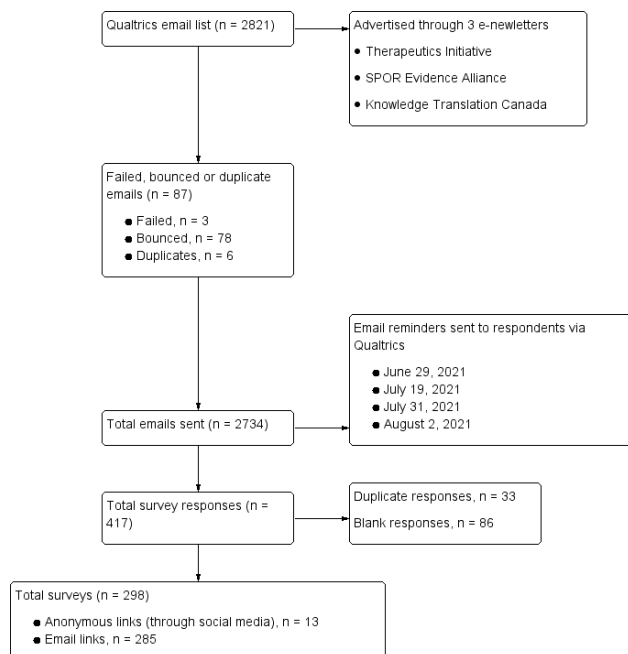 Qualtrics email list (n = 2821)
Advertised through 3 e-newletters
● Therapeutics Initiative
● SPOR Evidence Alliance
● Knowledge Translation Canada
Failed, bounced or duplicate
emails (n = 87)
● Failed, n = 3
● Bounced, n = 78
● Duplicates, n = 6
Email reminders sent to respondents via
Qualtrics
● June 29, 2021
● July 19, 2021
● July 31, 2021
● August 2, 2021
Total emails sent (n = 2734)
Total survey responses (n =
417)
Duplicate responses, n = 33
Blank responses, n = 86
Total surveys (n = 298)
● Anonymous links (through social media), n = 13
● Email links, n = 285